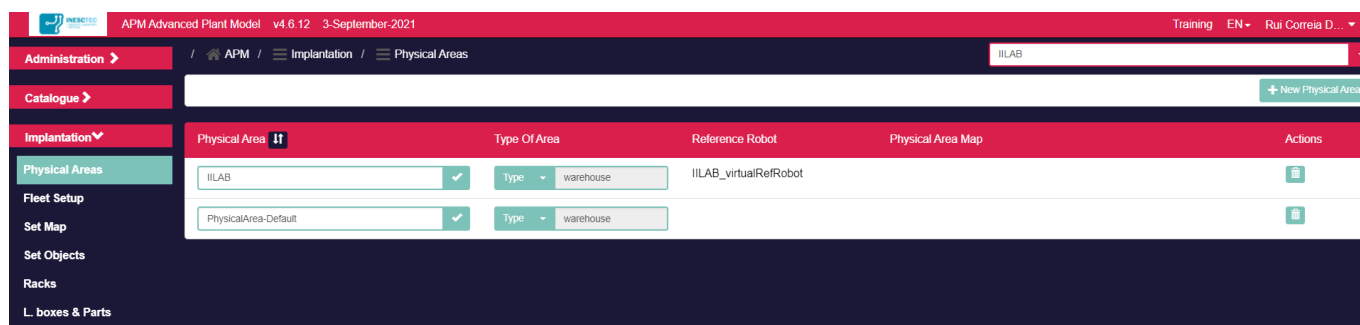 INESCTEC APM Advanced Plant Model v4.6.12 3-September-2021 Training EN Rui Correia D...
Administration / APM / Implantation / Physical Areas IILAB
Catalogue + New Physical Area
Implantation Physical Area Type Of Area Reference Robot Physical Area Map Actions
Physical Areas IILAB Type warehouse IILAB_virtualRefRobot
Fleet Setup
PhysicalArea-Default Type warehouse
Set Map
Set Objects
Racks
L. boxes & Parts